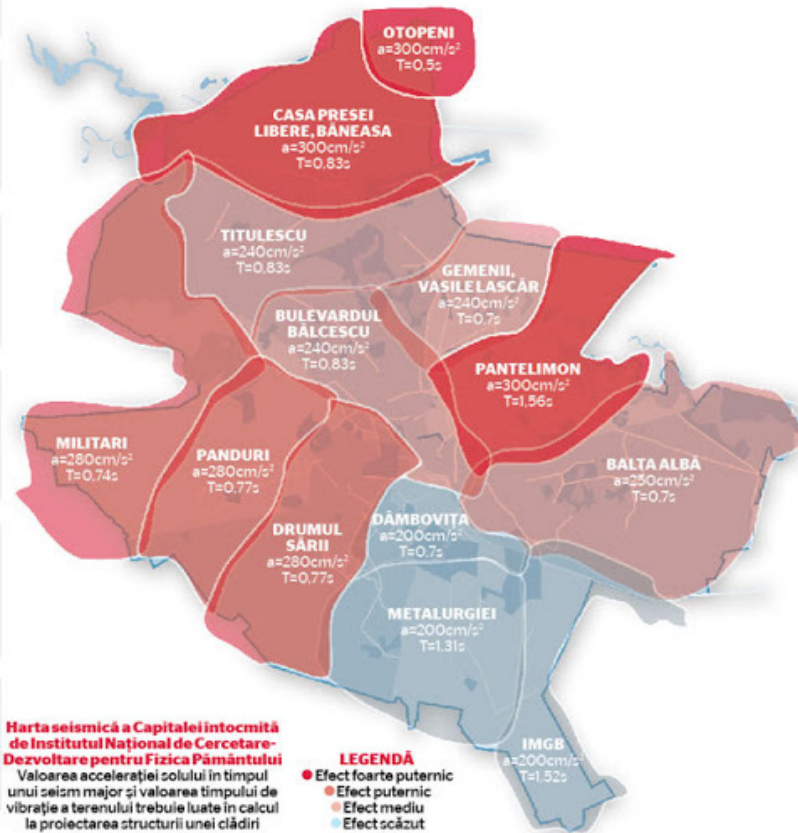 OTOPENI
a=300cm/s²
T=0,5s
CASA PRESEI
LIBERE, BĂNEASA
a=300cm/s²
T=0,83s
TITULESCU
a=240cm/s²
T=0,83s
GEMENII,
VASILE LASCĂR
a=240cm/s²
T=0,7s
BULEVARDUL
BĂLCESCU
a=240cm/s²
T=0,83s
PANTELIMON
a=300cm/s²
T=1,56s
MILITARI
a=280cm/s²
T=0,74s
PANDURI
a=280cm/s²
T=0,77s
BALTA ALBĂ
a=250cm/s²
T=0,7s
DRUMUL
SĂRII
a=280cm/s²
T=0,77s
DÂMBOVIȚA
a=200cm/s²
T=0,7s
METALURGIEI
a=200cm/s²
T=1,31s
IMGB
a=200cm/s²
T=1,52s
Harta seismică a Capitalei întocmită
de Institutul Național de Cercetare-
Dezvoltare pentru Fizica Pământului
Valoarea accelerației solului în timpul
unui seism major și valoarea timpului de
vibrație a terenului trebuie luate în calcul
la proiectarea structurii unei clădiri
LEGENDĂ
Efect foarte puternic
Efect puternic
Efect mediu
Efect scăzut